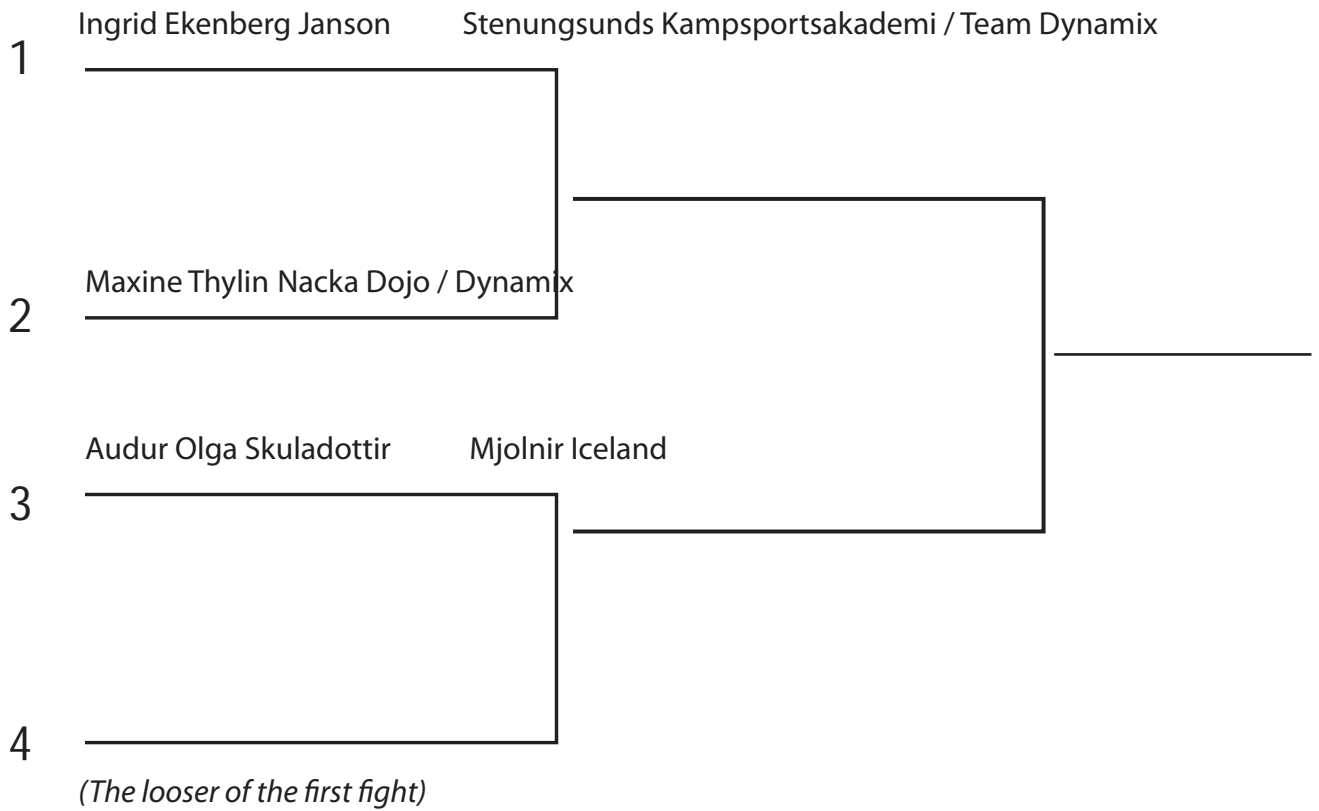 Ingrid Ekenberg Janson Stenungsunds Kampsportsakademi / Team Dynamix
1
Maxine Thylin Nacka Dojo / Dynamix
2
Audur Olga Skuladottir Mjolnir Iceland
3
4
(The looser of the first fight)